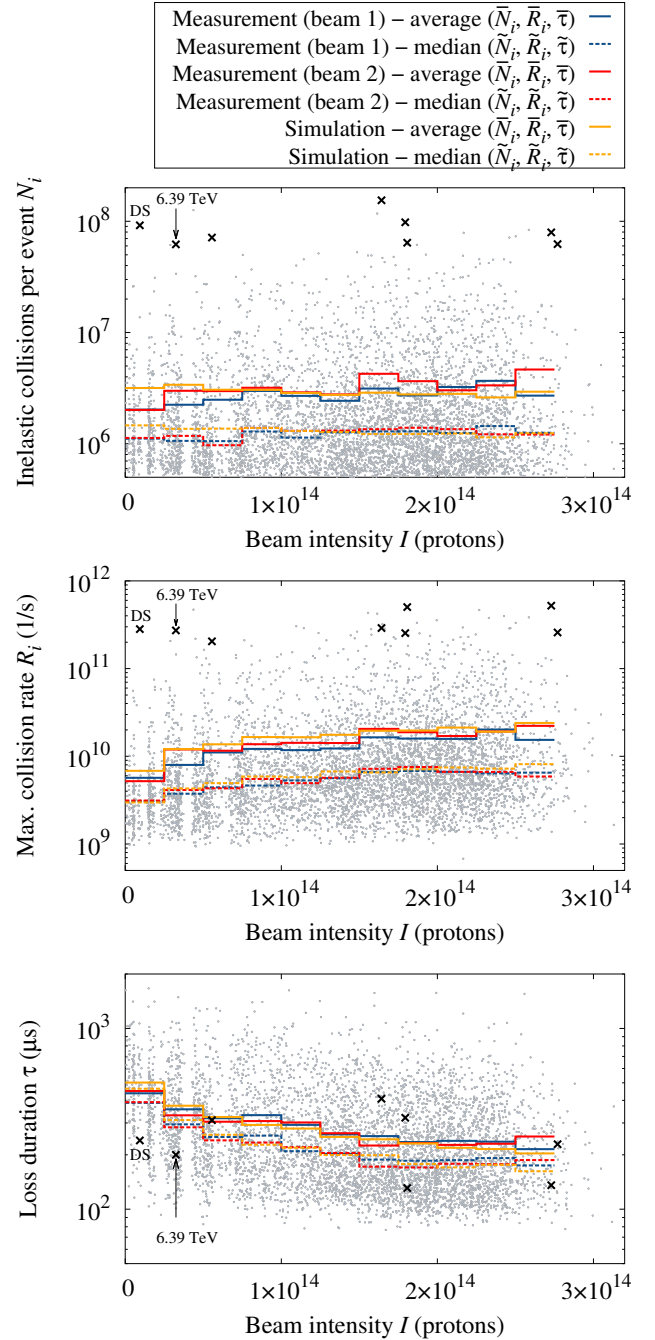 Measurement (beam 1) – average (N̄ᵢ, R̄ᵢ, τ̄)
Measurement (beam 1) – median (Ñᵢ, R̃ᵢ, τ̃)
Measurement (beam 2) – average (N̄ᵢ, R̄ᵢ, τ̄)
Measurement (beam 2) – median (Ñᵢ, R̃ᵢ, τ̃)
Simulation – average (N̄ᵢ, R̄ᵢ, τ̄)
Simulation – median (Ñᵢ, R̃ᵢ, τ̃)
Inelastic collisions per event Nᵢ
10⁸
10⁷
10⁶
DS
6.39 TeV
0
1×10¹⁴
2×10¹⁴
3×10¹⁴
Beam intensity I (protons)
Max. collision rate Rᵢ (1/s)
10¹²
10¹¹
10¹⁰
10⁹
DS
6.39 TeV
0
1×10¹⁴
2×10¹⁴
3×10¹⁴
Beam intensity I (protons)
Loss duration τ (μs)
10³
10²
DS
6.39 TeV
0
1×10¹⁴
2×10¹⁴
3×10¹⁴
Beam intensity I (protons)